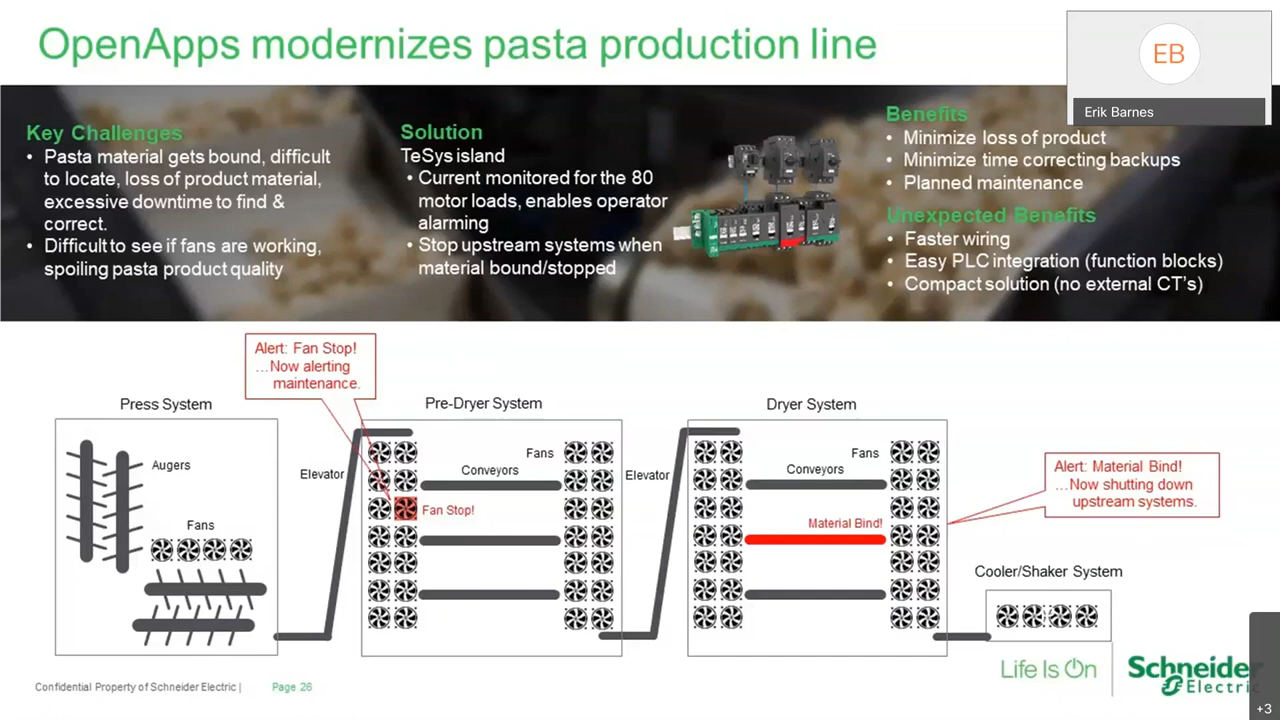 OpenApps modernizes pasta production line
EB
Erik Barnes
Key Challenges
• Pasta material gets bound, difficult
to locate, loss of product material,
excessive downtime to find &
correct.
• Difficult to see if fans are working,
spoiling pasta product quality
Solution
TeSys island
• Current monitored for the 80
motor loads, enables operator
alarming
• Stop upstream systems when
material bound/stopped
Benefits
• Minimize loss of product
• Minimize time correcting backups
• Planned maintenance
Unexpected Benefits
• Faster wiring
• Easy PLC integration (function blocks)
• Compact solution (no external CT's)
Alert: Fan Stop!
…Now alerting
maintenance.
Press System
Augers
Fans
Elevator
Pre-Dryer System
Fans
Conveyors
Fan Stop!
Elevator
Dryer System
Fans
Conveyors
Material Bind!
Alert: Material Bind!
…Now shutting down
upstream systems.
Cooler/Shaker System
Life Is On
Schneider
Electric
Confidential Property of Schneider Electric |
Page 26
+3